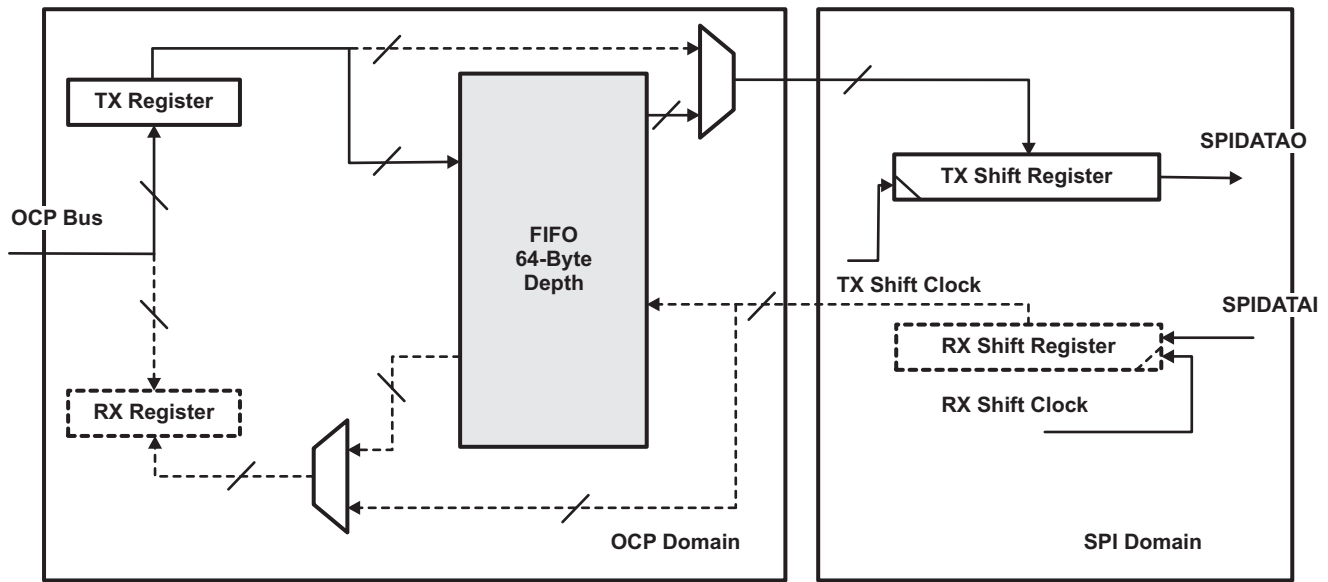 TX Register
SPIDATAO
TX Shift Register
OCP Bus
FIFO
64-Byte
Depth
TX Shift Clock
SPIDATAI
RX Shift Register
RX Register
RX Shift Clock
OCP Domain
SPI Domain